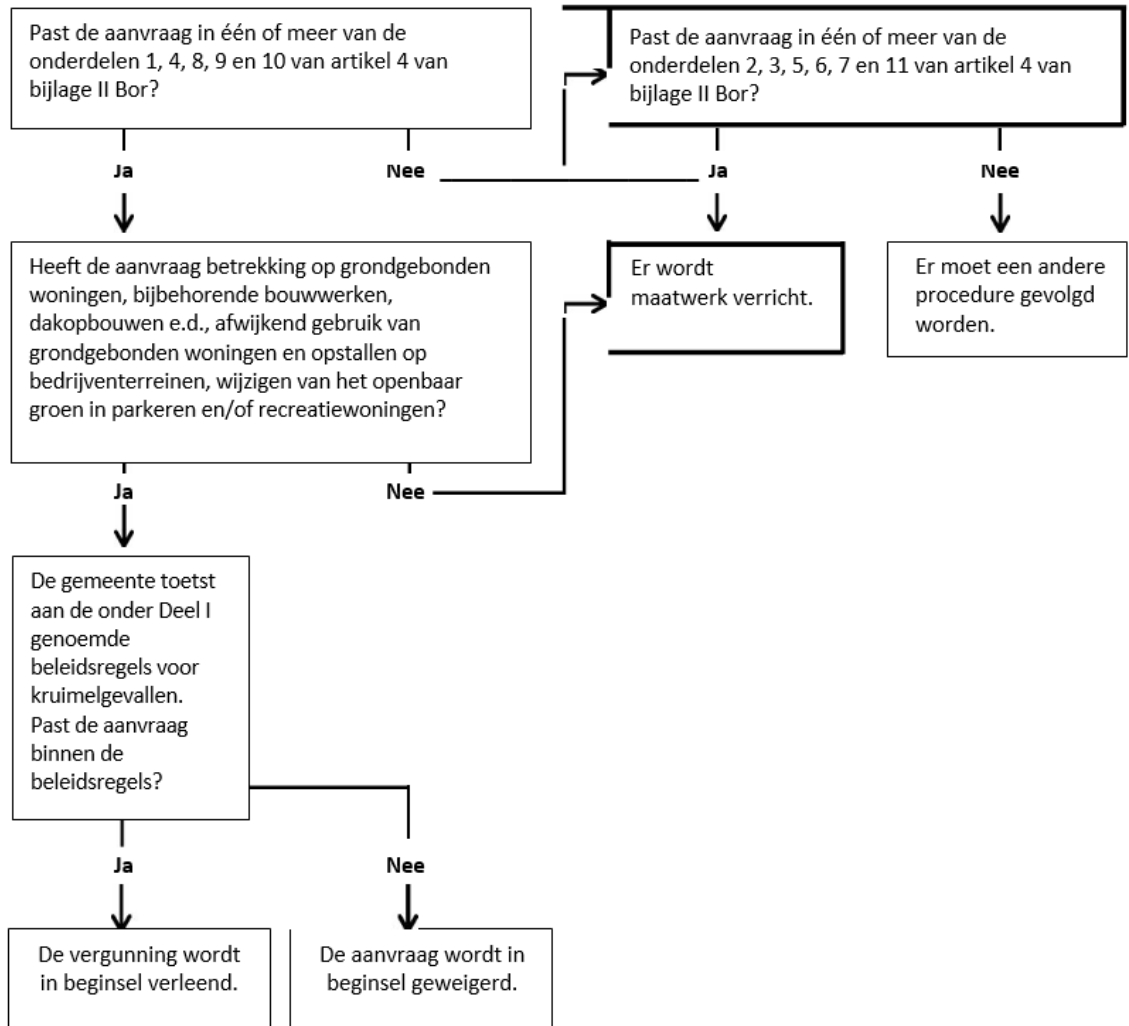 Past de aanvraag in één of meer van de
onderdelen 1, 4, 8, 9 en 10 van artikel 4 van
bijlage II Bor?
Past de aanvraag in één of meer van de
onderdelen 2, 3, 5, 6, 7 en 11 van artikel 4 van
bijlage II Bor?
Ja
Nee
Ja
Nee
Heeft de aanvraag betrekking op grondgebonden
woningen, bijbehorende bouwwerken,
dakopbouwen e.d., afwijkend gebruik van
grondgebonden woningen en opstallen op
bedrijventerreinen, wijzigen van het openbaar
groen in parkeren en/of recreatiewoningen?
Er wordt
maatwerk verricht.
Er moet een andere
procedure gevolgd
worden.
Ja
Nee
De gemeente toetst
aan de onder Deel I
genoemde
beleidsregels voor
kruimelgevallen.
Past de aanvraag
binnen de
beleidsregels?
Ja
Nee
De vergunning wordt
in beginsel verleend.
De aanvraag wordt in
beginsel geweigerd.